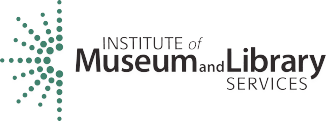 INSTITUTE of
Museum and Library
SERVICES